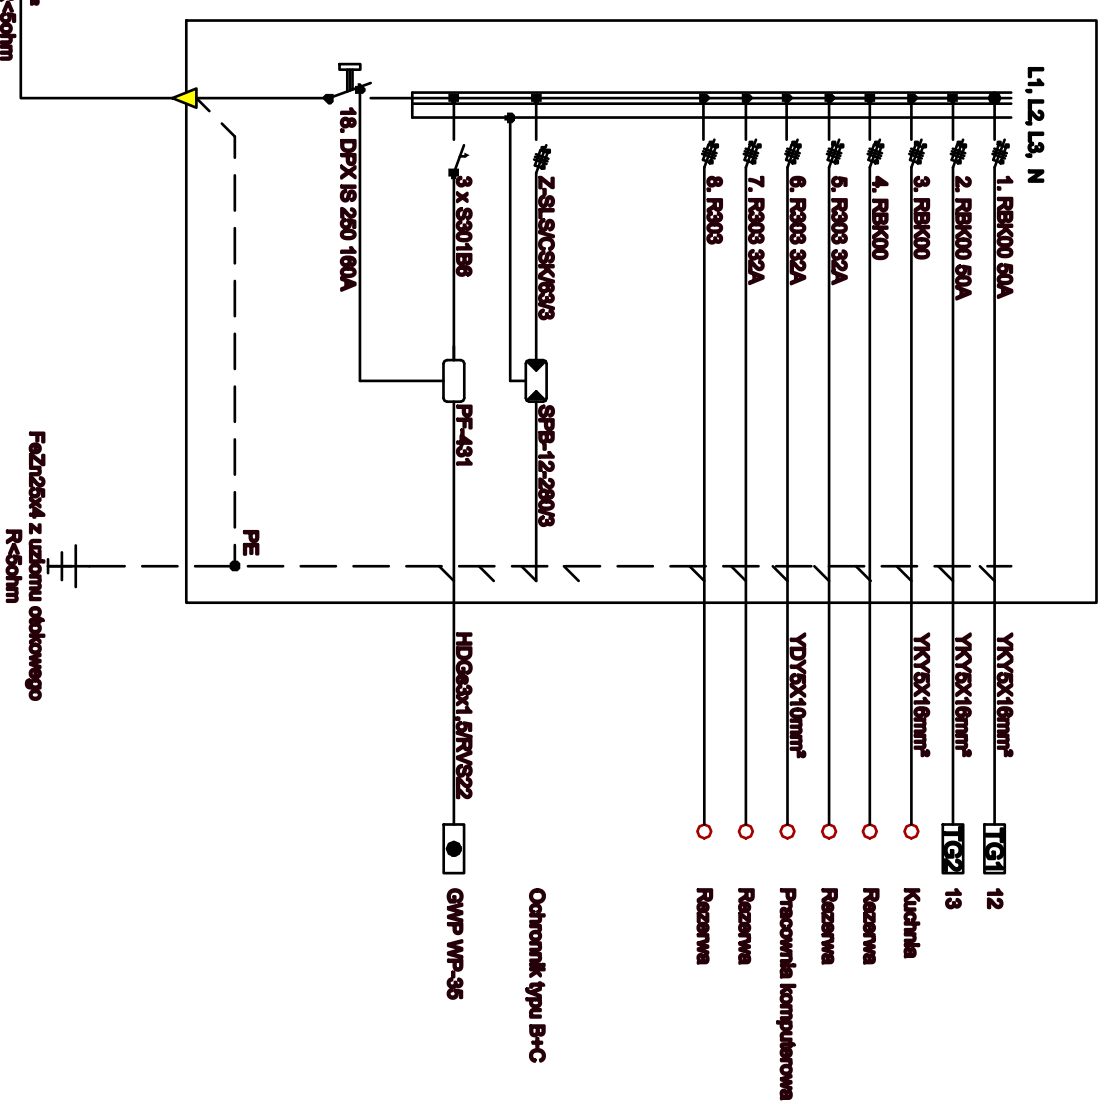 L1, L2, L3, N
1. RBK00 50A
YKY5X16mm²
TG1
12
2. RBK00 50A
YKY5X16mm²
TG2
13
3. RBK00
YKY5X16mm²
Kuchnia
4. RBK00
Rezerwa
5. R303 32A
Rezerwa
6. R303 32A
YDY5X10mm²
Pracownia komputerowa
7. R303 32A
Rezerwa
8. R303
Rezerwa
Z-SLS/CSK/63/3
SPB-12-280/3
Ochronnik typu B+C
3 x S301B6
PF-431
HDGs3x1,5/RVS22
GWP WP-35
18. DPX IS 250 160A
PE
FeZn25x4 z uziomu otokowego
R<5ohm
<5ohm